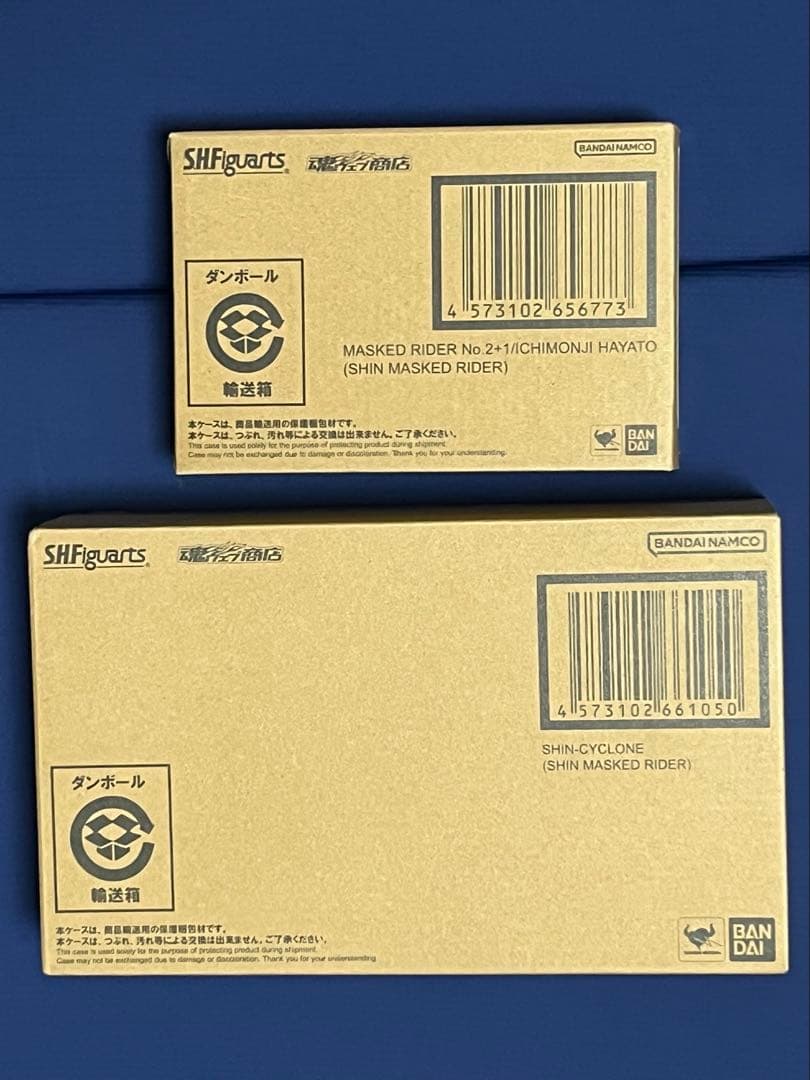 SHFiguarts 魂ウェブ商店 BANDAI NAMCO
4 573102 656773
MASKED RIDER No.2+1/ICHIMONJI HAYATO
(SHIN MASKED RIDER)
ダンボール
輸送箱
本ケースは、商品輸送用の保護梱包材です。
本ケースは、つぶれ、汚れ等による交換は出来ません。ご了承ください。
This case is used solely for the purpose of protecting product during shipment.
Case may not be exchanged due to damage or discoloration. Thank you for your understanding.
BAN
DAI
SHFiguarts 魂ウェブ商店 BANDAI NAMCO
4 573102 661050
SHIN-CYCLONE
(SHIN MASKED RIDER)
ダンボール
輸送箱
本ケースは、商品輸送用の保護梱包材です。
本ケースは、つぶれ、汚れ等による交換は出来ません。ご了承ください。
This case is used solely for the purpose of protecting product during shipment.
Case may not be exchanged due to damage or discoloration. Thank you for your understanding.
BAN
DAI